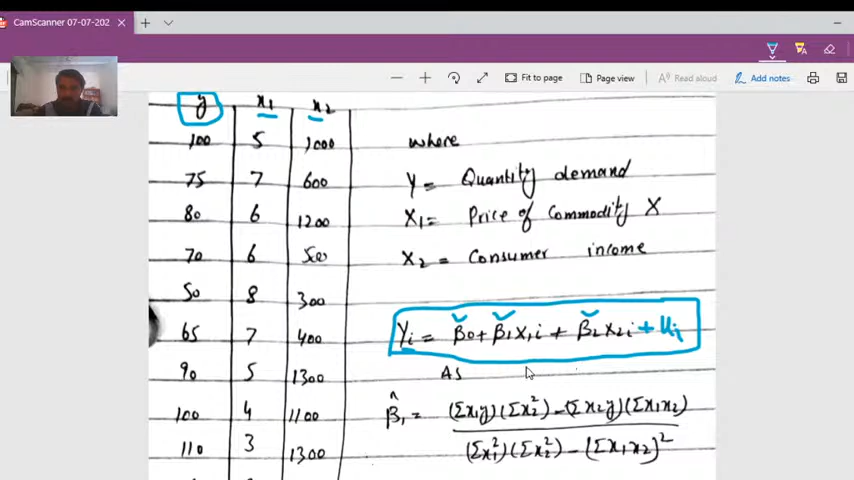 CamScanner 07-07-202
Fit to page
Page view
Read aloud
Add notes
y x1 x2
100 5 1000
where
75 7 600
Y = Quantity demand
80 6 1200
X1 = Price of Commodity X
70 6 500
X2 = Consumer income
50 8 300
65 7 400
Yi = β0 + β1X1i + β2X2i + Ui
90 5 1300
As
100 4 1100
β̂1 = (Σx1y)(Σx2²) - (Σx2y)(Σx1x2)
(Σx1²)(Σx2²) - (Σx1x2)²
110 3 1300